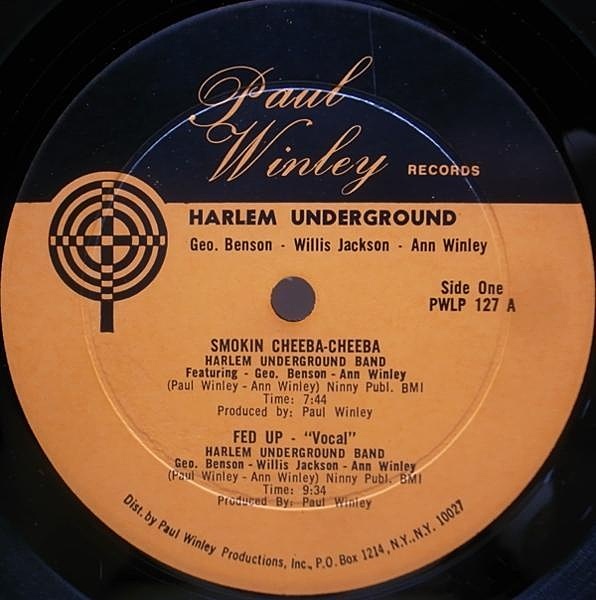 Paul
Winley RECORDS
HARLEM UNDERGROUND
Geo. Benson - Willis Jackson - Ann Winley
Side One
PWLP 127 A
SMOKIN CHEEBA-CHEEBA
HARLEM UNDERGROUND BAND
Featuring - Geo. Benson - Ann Winley
(Paul Winley - Ann Winley) Ninny Publ. BMI
Time: 7:44
Produced by: Paul Winley
FED UP - "Vocal"
HARLEM UNDERGROUND BAND
Geo. Benson - Willis Jackson - Ann Winley
(Paul Winley - Ann Winley) Ninny Publ. BMI
Time: 9:34
Produced By: Paul Winley
Dist. by Paul Winley Productions, Inc., P.O. Box 1214, N.Y., N.Y. 10027